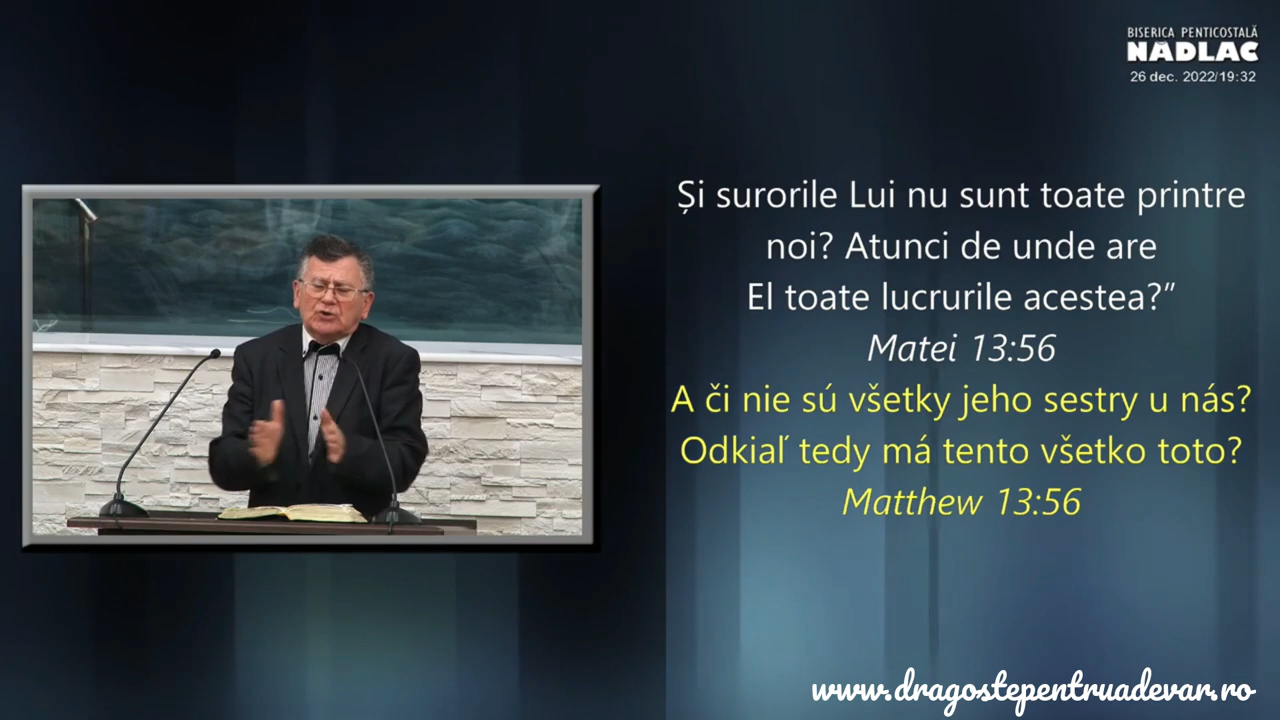 BISERICA PENTICOSTALĂ
NĂDLAC
26 dec. 2022/19:32
Și surorile Lui nu sunt toate printre
noi? Atunci de unde are
El toate lucrurile acestea?”
Matei 13:56
A či nie sú všetky jeho sestry u nás?
Odkiaľ tedy má tento všetko toto?
Matthew 13:56
www.dragostepentruadevar.ro